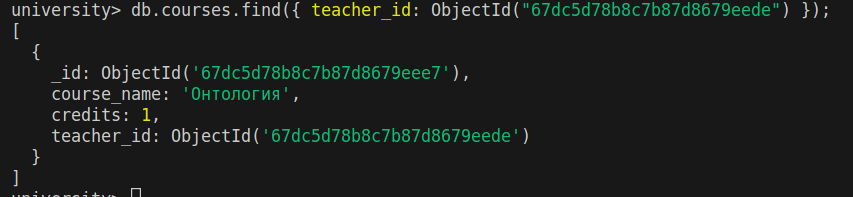 university> db.courses.find({ teacher_id: ObjectId("67dc5d78b8c7b87d8679eede") });
[
  {
    _id: ObjectId('67dc5d78b8c7b87d8679eee7'),
    course_name: 'Онтология',
    credits: 1,
    teacher_id: ObjectId('67dc5d78b8c7b87d8679eede')
  }
]
university>